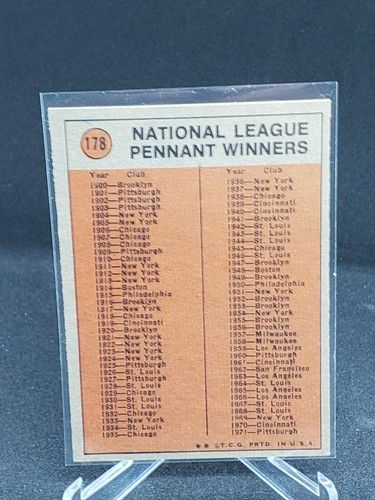 178
NATIONAL LEAGUE
PENNANT WINNERS
Year Club
1900—Brooklyn
1901—Pittsburgh
1902—Pittsburgh
1903—Pittsburgh
1904—New York
1905—New York
1906—Chicago
1907—Chicago
1908—Chicago
1909—Pittsburgh
1910—Chicago
1911—New York
1912—New York
1913—New York
1914—Boston
1915—Philadelphia
1916—Brooklyn
1917—New York
1918—Chicago
1919—Cincinnati
1920—Brooklyn
1921—New York
1922—New York
1923—New York
1924—New York
1925—Pittsburgh
1926—St. Louis
1927—Pittsburgh
1928—St. Louis
1929—Chicago
1930—St. Louis
1931—St. Louis
1932—Chicago
1933—New York
1934—St. Louis
1935—Chicago
Year Club
1936—New York
1937—New York
1938—Chicago
1939—Cincinnati
1940—Cincinnati
1941—Brooklyn
1942—St. Louis
1943—St. Louis
1944—St. Louis
1945—Chicago
1946—St. Louis
1947—Brooklyn
1948—Boston
1949—Brooklyn
1950—Philadelphia
1951—New York
1952—Brooklyn
1953—Brooklyn
1954—New York
1955—Brooklyn
1956—Brooklyn
1957—Milwaukee
1958—Milwaukee
1959—Los Angeles
1960—Pittsburgh
1961—Cincinnati
1962—San Francisco
1963—Los Angeles
1964—St. Louis
1965—Los Angeles
1966—Los Angeles
1967—St. Louis
1968—St. Louis
1969—New York
1970—Cincinnati
1971—Pittsburgh
** ©T.C.G. PRTD. IN U.S.A.